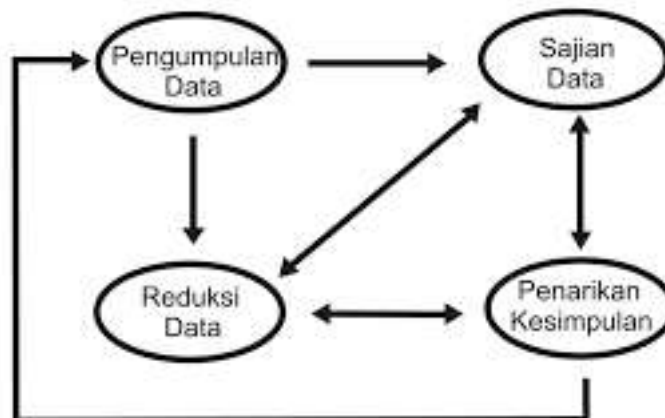 Pengumpulan
Data
Sajian
Data
Reduksi
Data
Penarikan
Kesimpulan